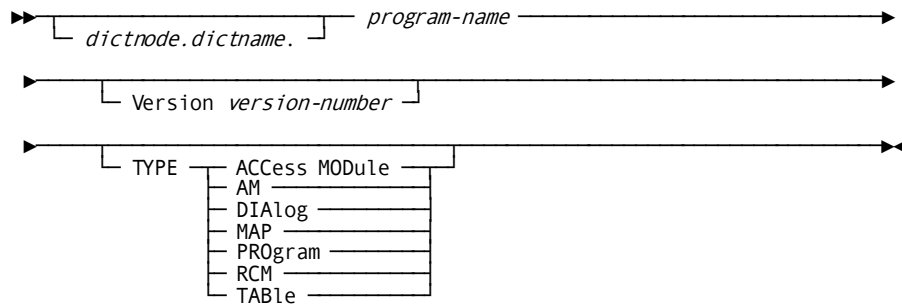 program-name
dictnode.dictname.
Version version-number
TYPE ACCess MODule
AM
DIAlog
MAP
PROgram
RCM
TABle